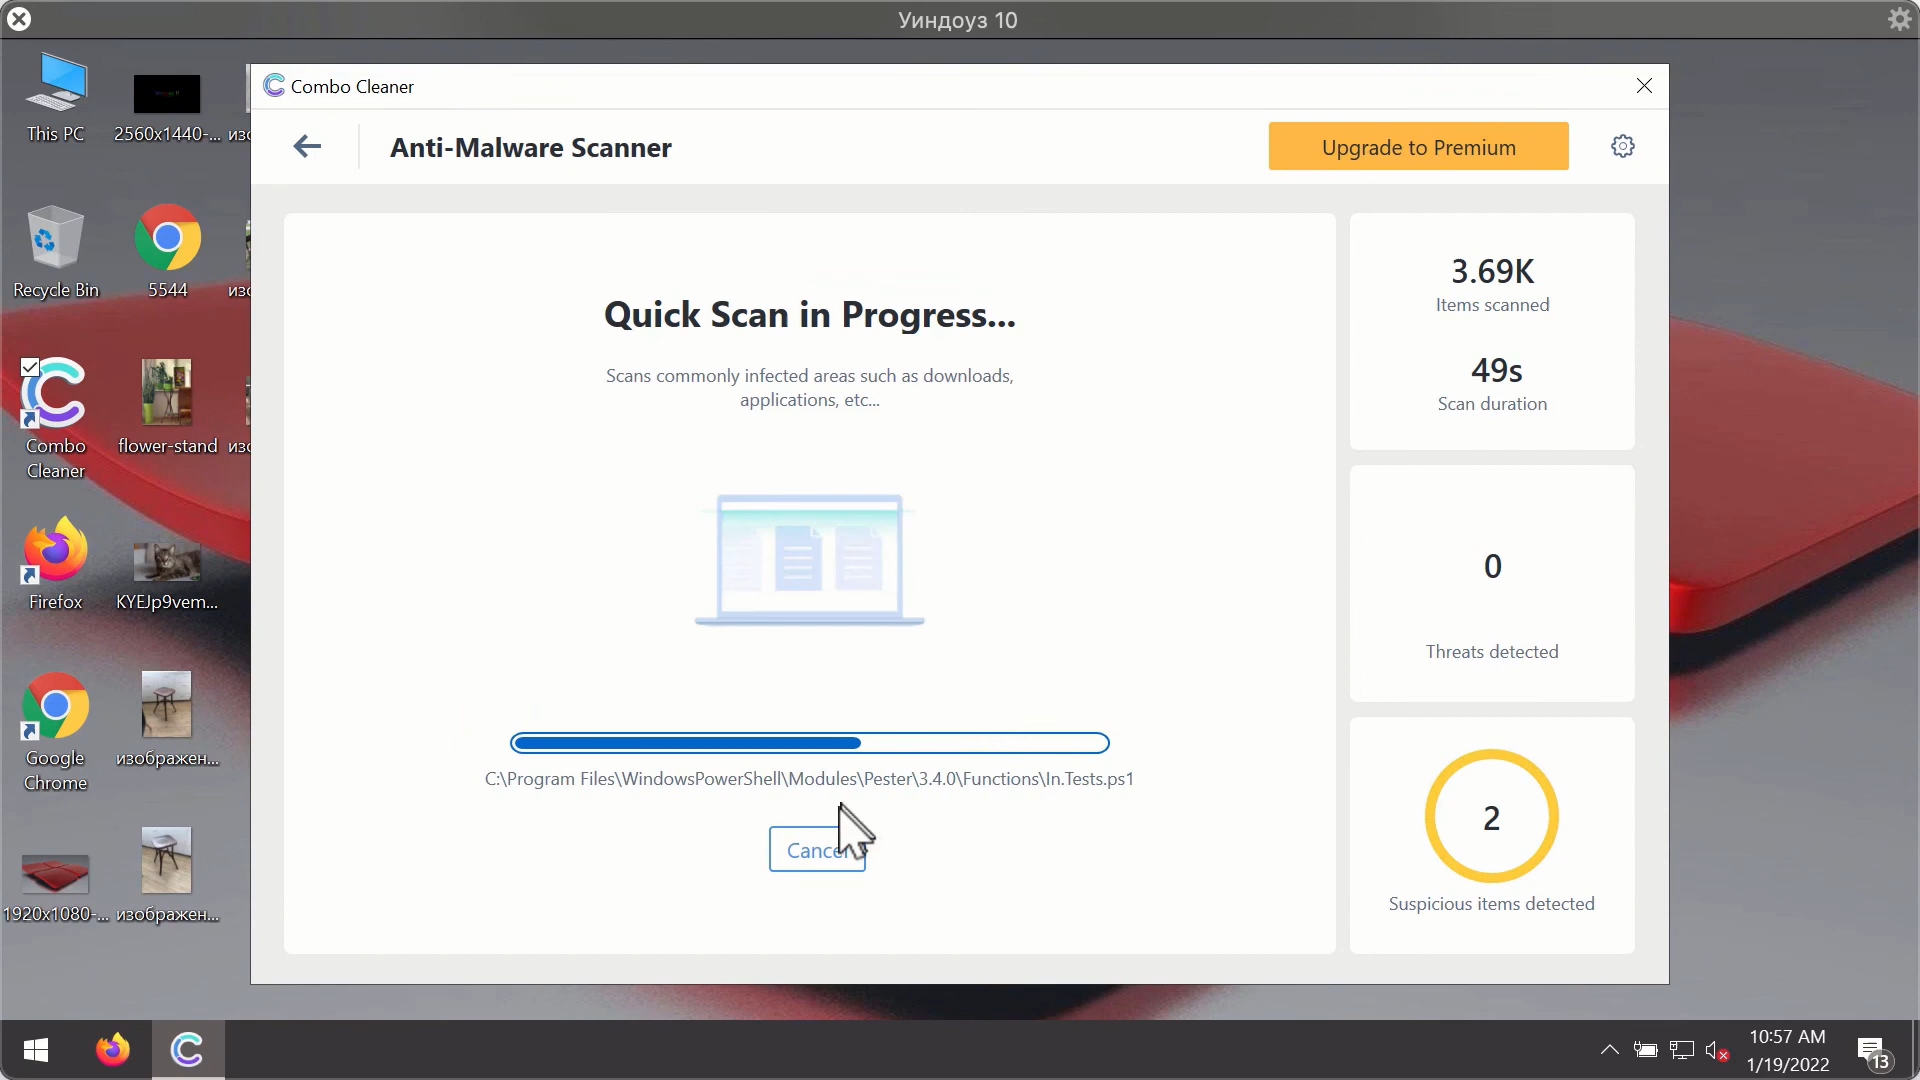 Уиндоуз 10
This PC
2560x1440-...
Recycle Bin
5544
Combo
Cleaner
flower-stand
Firefox
KYEJp9vem...
Google
Chrome
изображен...
1920x1080-...
изображен...
Combo Cleaner
Anti-Malware Scanner
Upgrade to Premium
Quick Scan in Progress...
Scans commonly infected areas such as downloads,
applications, etc...
C:\Program Files\WindowsPowerShell\Modules\Pester\3.4.0\Functions\In.Tests.ps1
3.69K
Items scanned
49s
Scan duration
0
Threats detected
2
Suspicious items detected
10:57 AM
1/19/2022
13